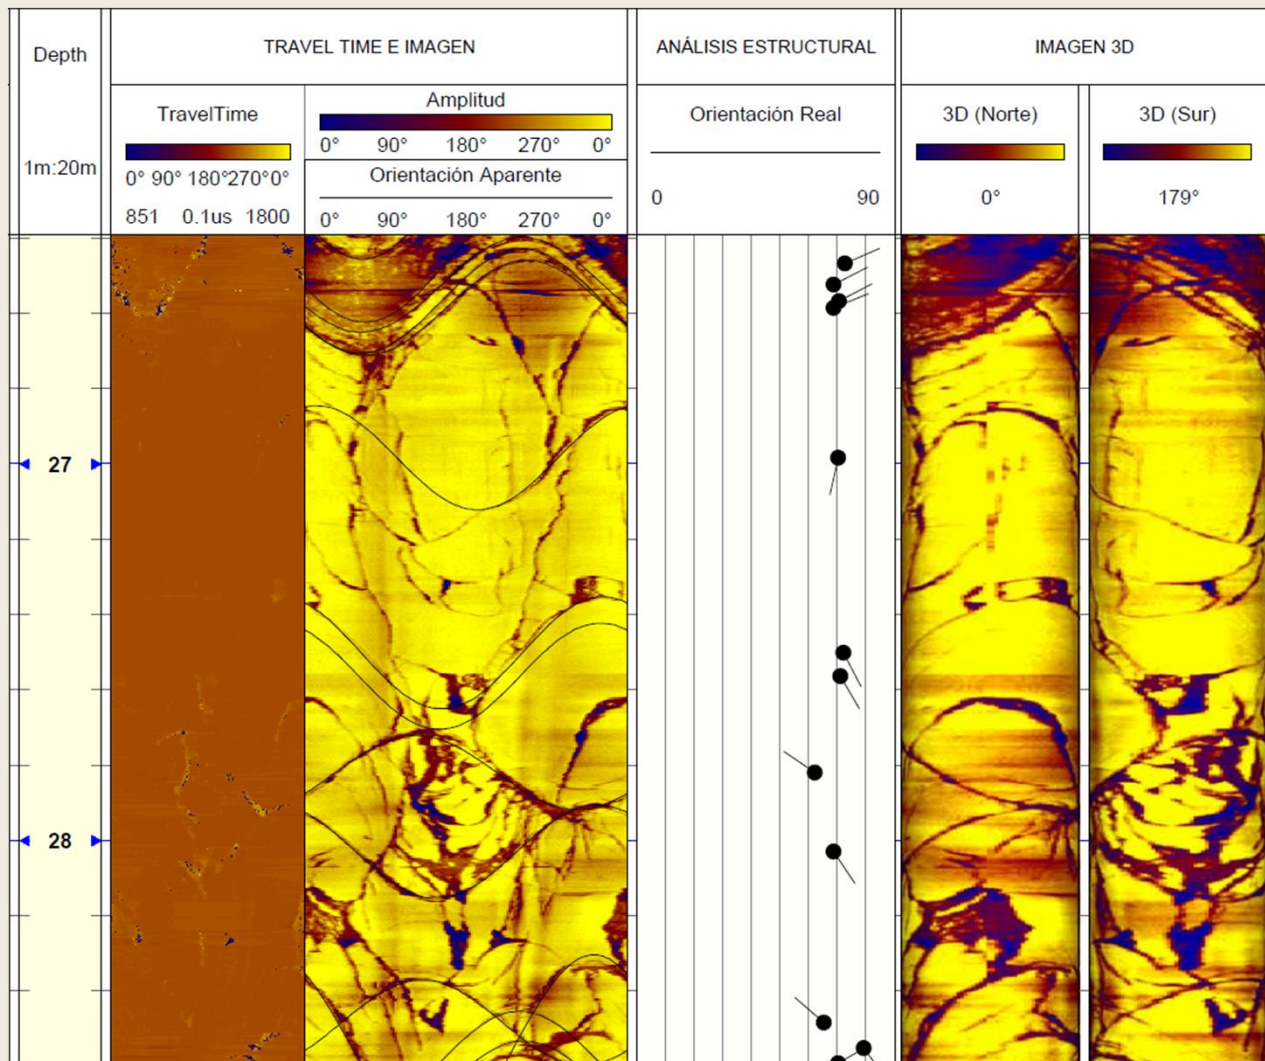 Depth
1m:20m
TRAVEL TIME E IMAGEN
TravelTime
0° 90° 180°270°0°
851 0.1us 1800
Amplitud
0° 90° 180° 270° 0°
Orientación Aparente
0° 90° 180° 270° 0°
ANÁLISIS ESTRUCTURAL
Orientación Real
0 90
IMAGEN 3D
3D (Norte)
0°
3D (Sur)
179°
27
28